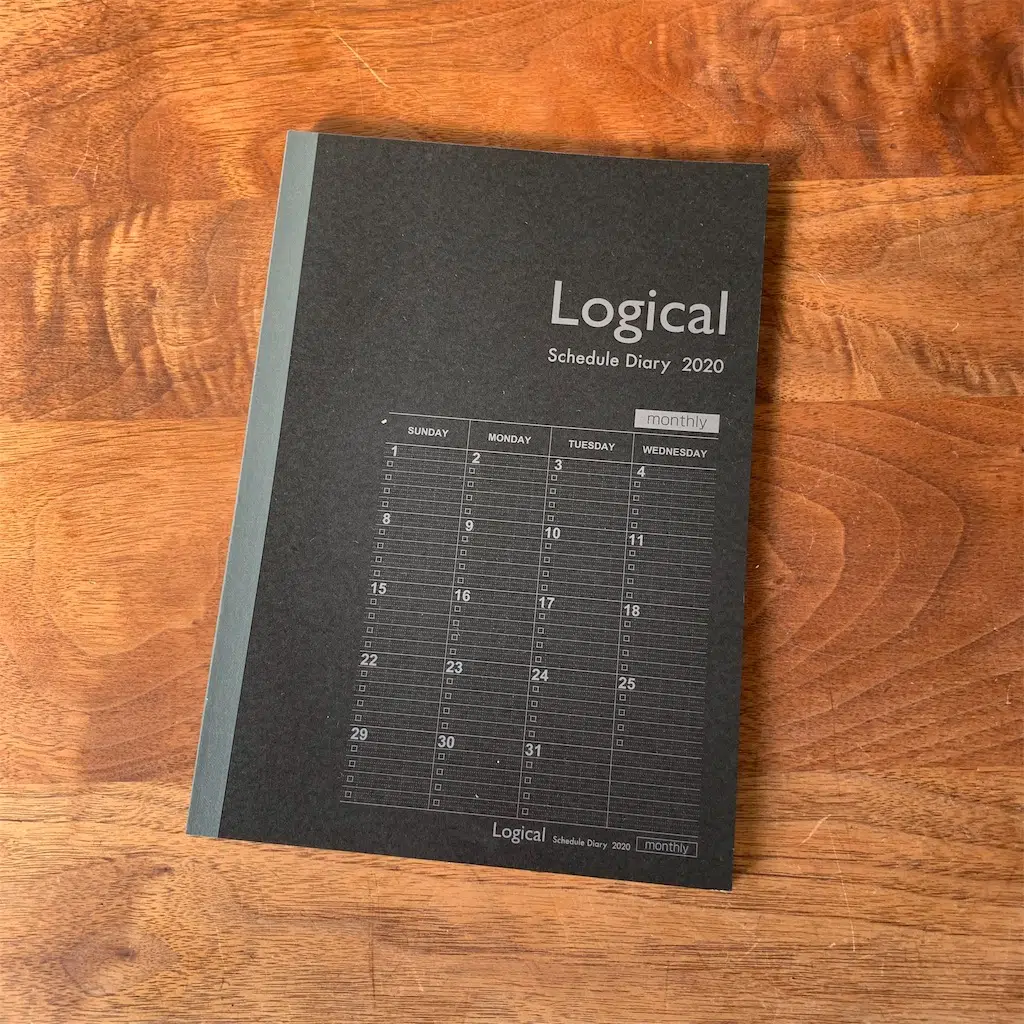 Logical
Schedule Diary 2020
monthly
SUNDAY MONDAY TUESDAY WEDNESDAY
1 2 3 4
8 9 10 11
15 16 17 18
22 23 24 25
29 30 31
Logical Schedule Diary 2020 monthly